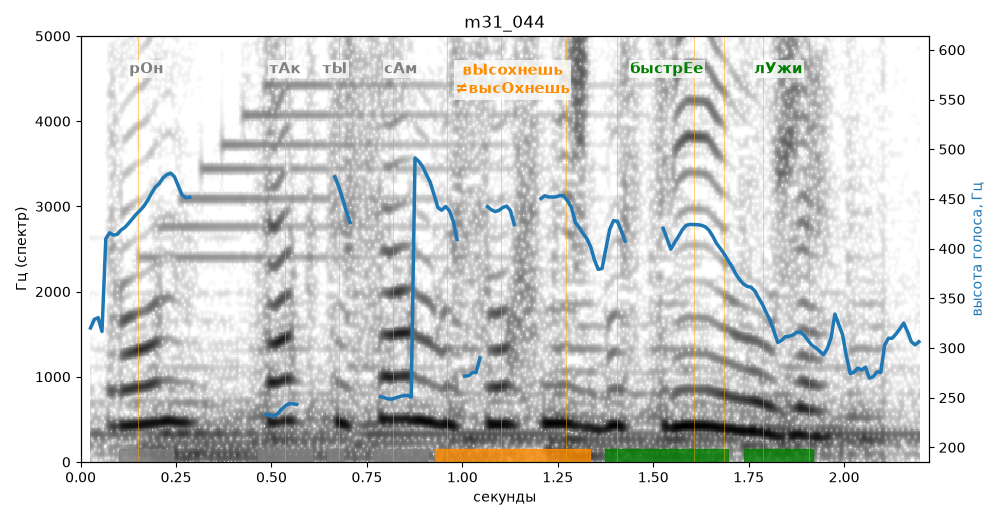 m31_044
5000
4000
3000
2000
1000
0
Гц (спектр)
рОн
тАк
тЫ
сАм
вЫсохнешь
≠высОхнешь
быстрЕе
лУжи
600
550
500
450
400
350
300
250
200
высота голоса, Гц
0.00
0.25
0.50
0.75
1.00
1.25
1.50
1.75
2.00
секунды